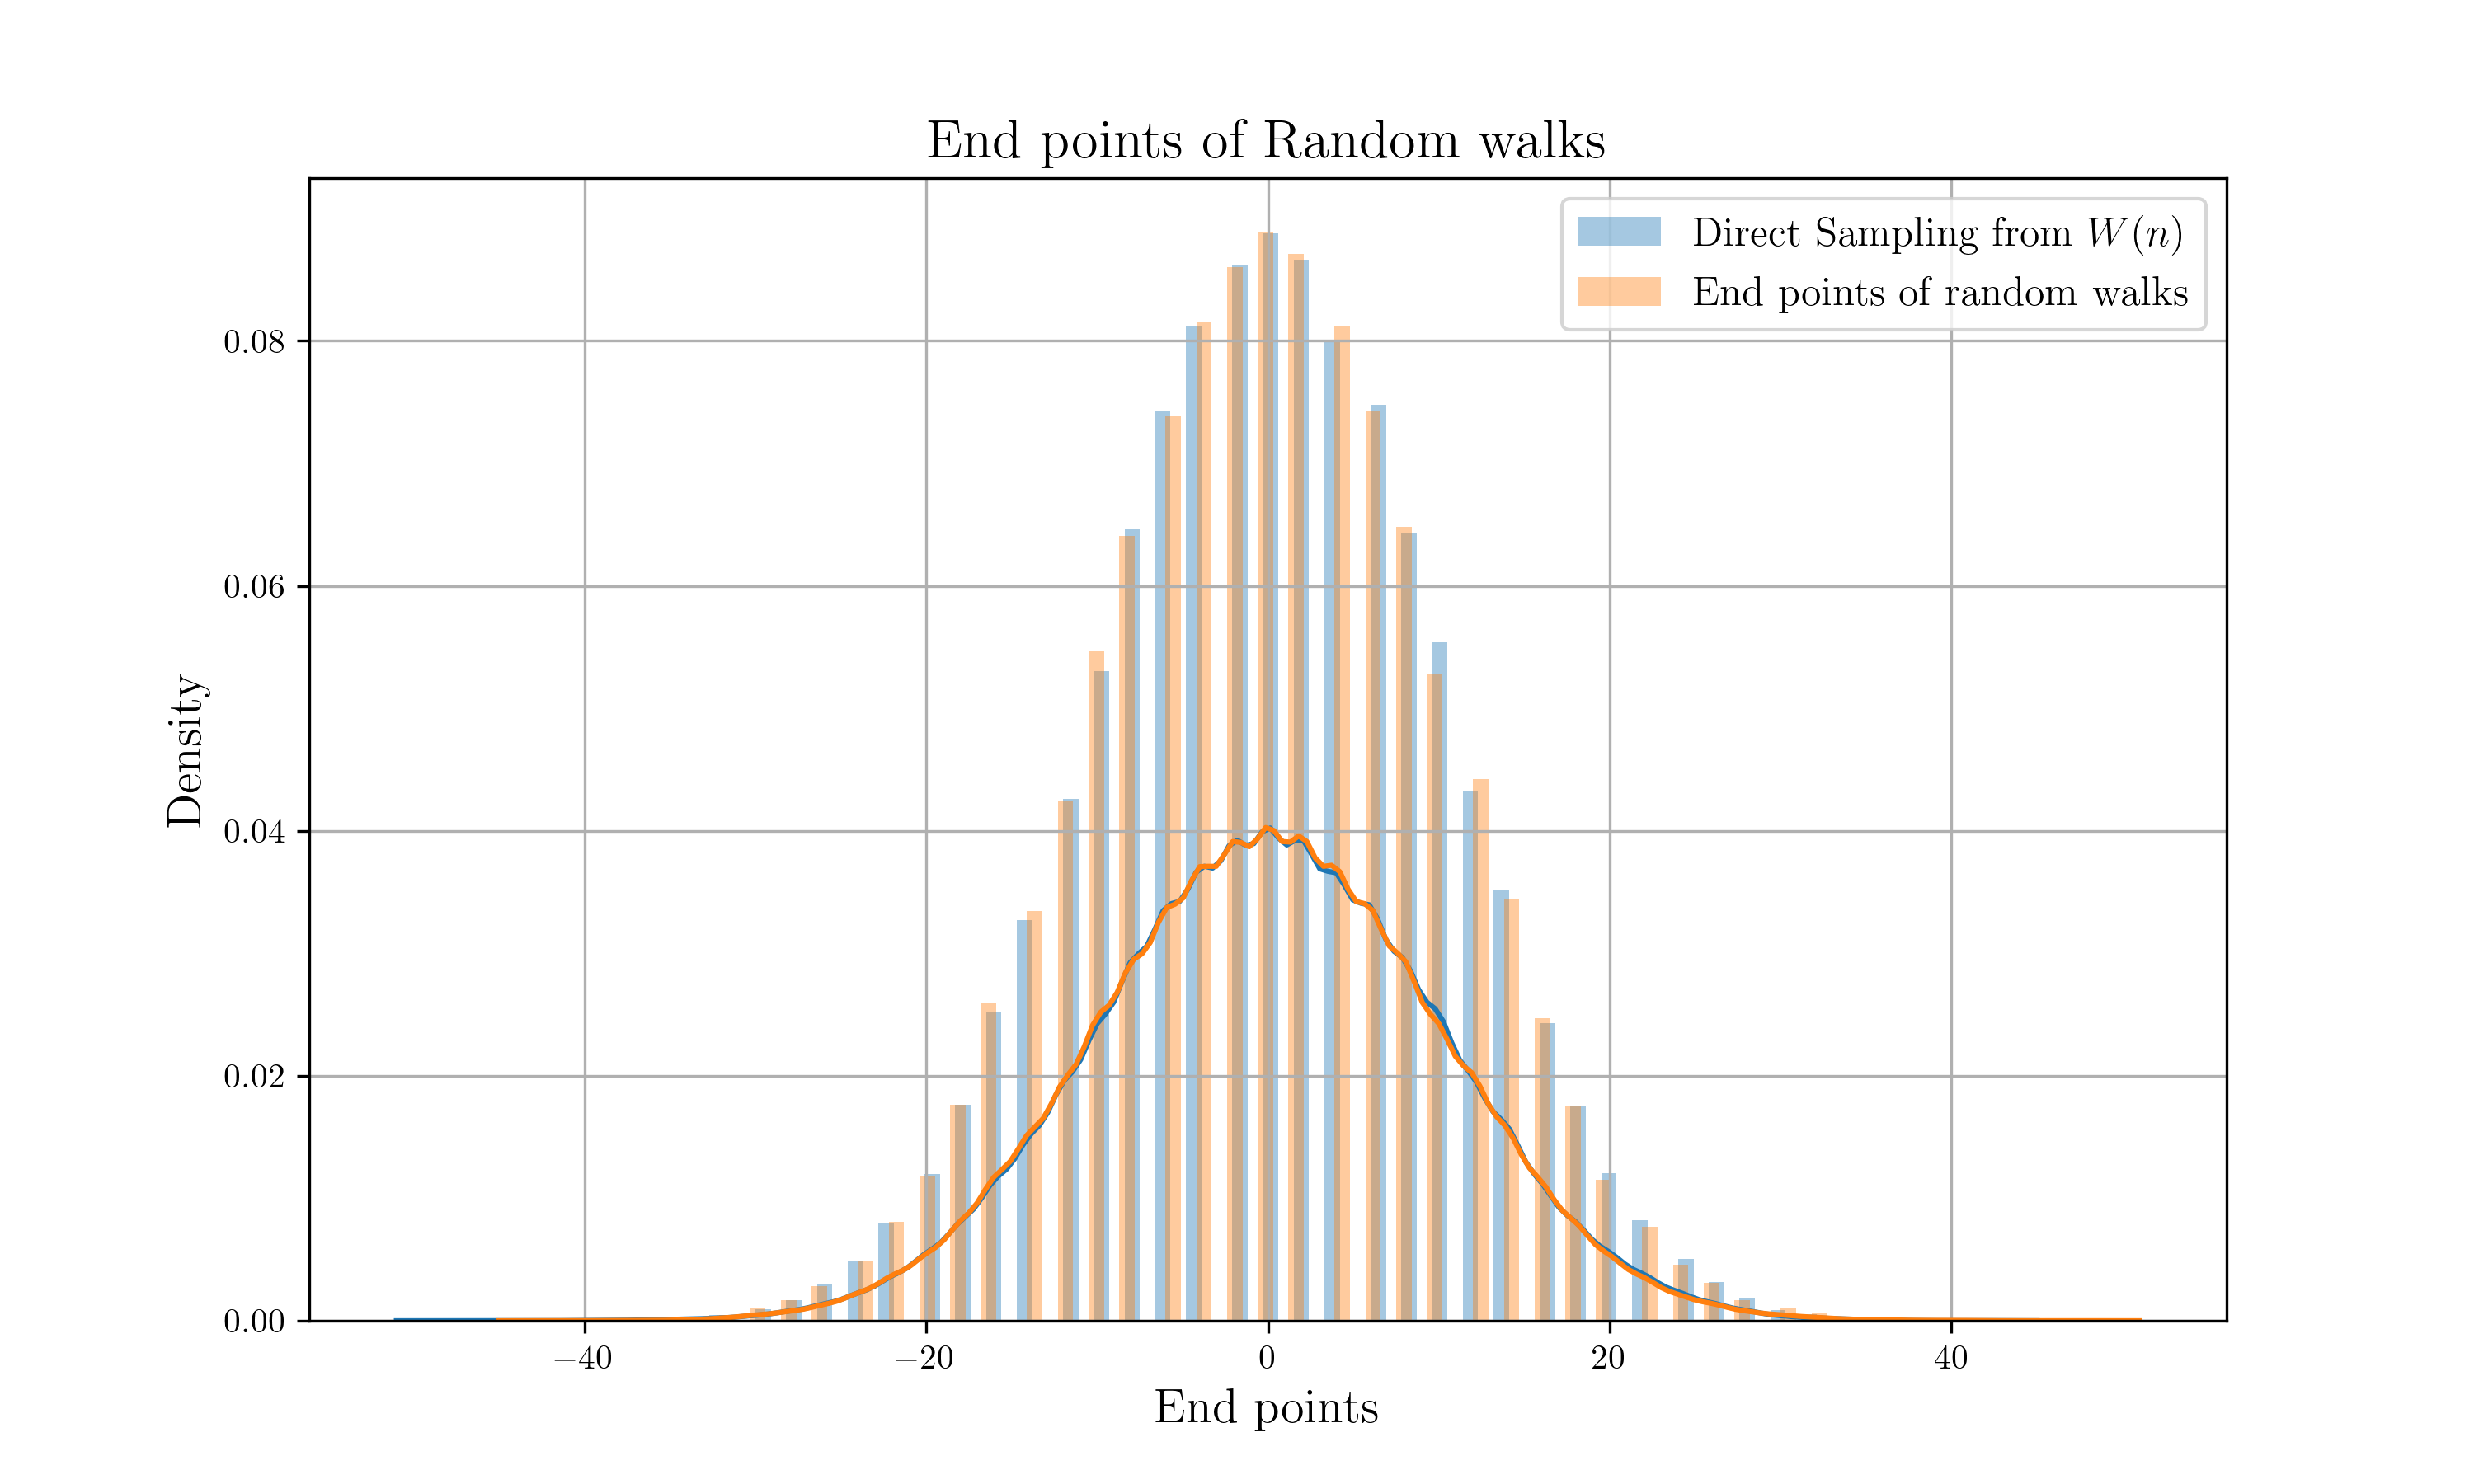 End points of Random walks
Direct Sampling from W(n)
End points of random walks
Density
0.08
0.06
0.04
0.02
0.00
−40 −20 0 20 40
End points